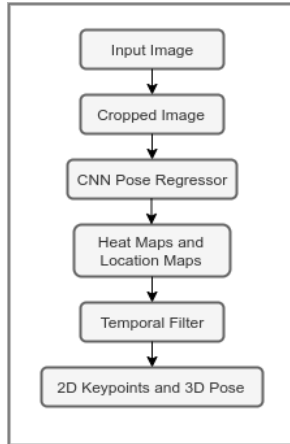 Input Image
Cropped Image
CNN Pose Regressor
Heat Maps and
Location Maps
Temporal Filter
2D Keypoints and 3D Pose